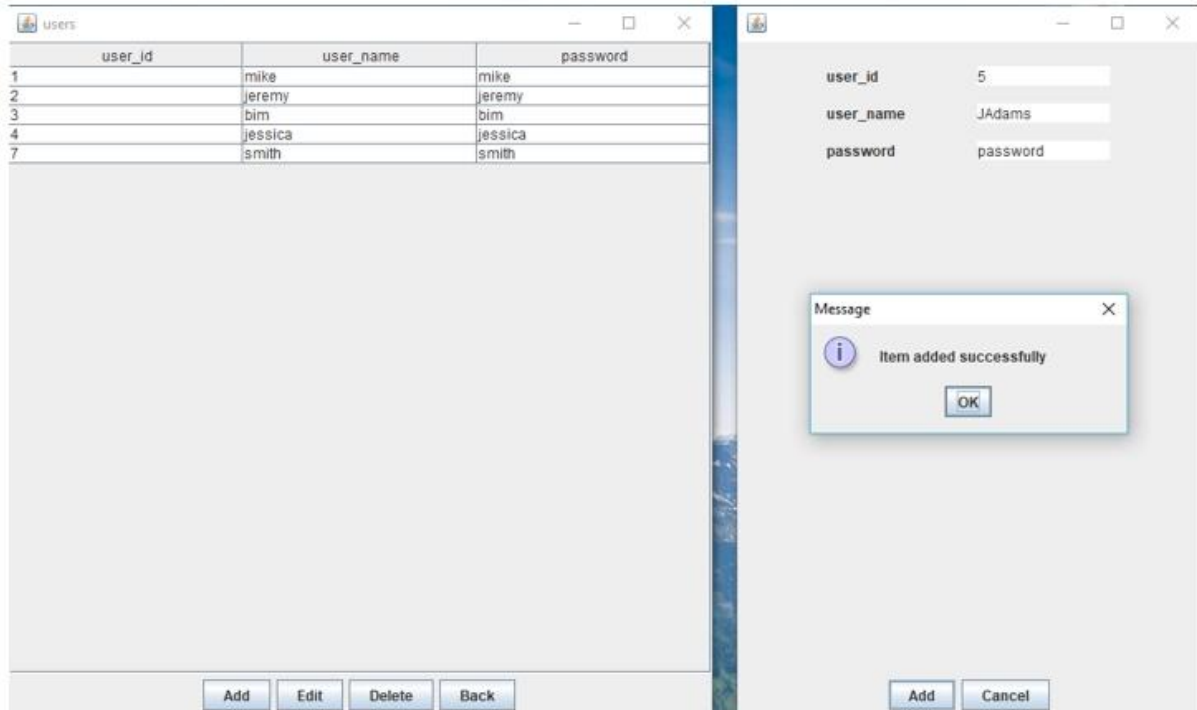 users
user_id user_name password
1 mike mike
2 jeremy jeremy
3 bim bim
4 jessica jessica
7 smith smith
Add Edit Delete Back
user_id 5
user_name JAdams
password password
Message
i
Item added successfully
OK
Add Cancel